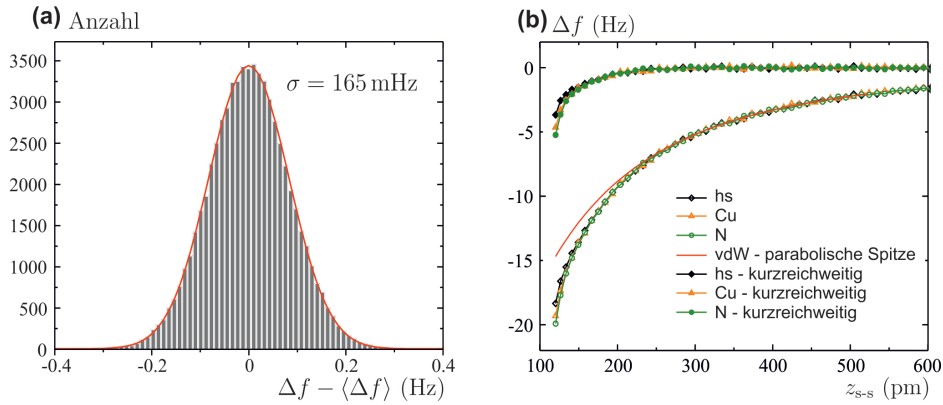 (a) Anzahl
3500
3000
2500
2000
1500
1000
500
0
σ = 165 mHz
-0.4 -0.2 0 0.2 0.4
Δf − ⟨Δf⟩ (Hz)
(b) Δf (Hz)
0
-5
-10
-15
-20
hs
Cu
N
vdW - parabolische Spitze
hs - kurzreichweitig
Cu - kurzreichweitig
N - kurzreichweitig
100 200 300 400 500 600
z_s-s (pm)